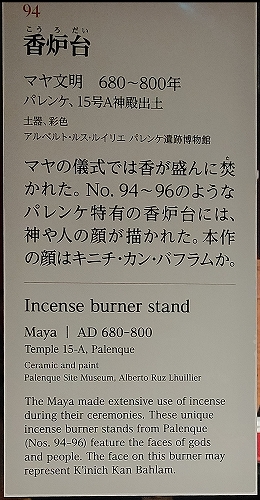 94
こうろだい
香炉台
マヤ文明　680〜800年
パレンケ、15号A神殿出土
土器、彩色
アルベルト・ルス・ルイリエ パレンケ遺跡博物館
マヤの儀式では香が盛んに焚
かれた。No. 94〜96のような
パレンケ特有の香炉台には、
神や人の顔が描かれた。本作
の顔はキニチ・カン・バフラムか。
Incense burner stand
Maya | AD 680–800
Temple 15-A, Palenque
Ceramic and paint
Palenque Site Museum, Alberto Ruz Lhuillier
The Maya made extensive use of incense
during their ceremonies. These unique
incense burner stands from Palenque
(Nos. 94–96) feature the faces of gods
and people. The face on this burner may
represent K'inich Kan Bahlam.